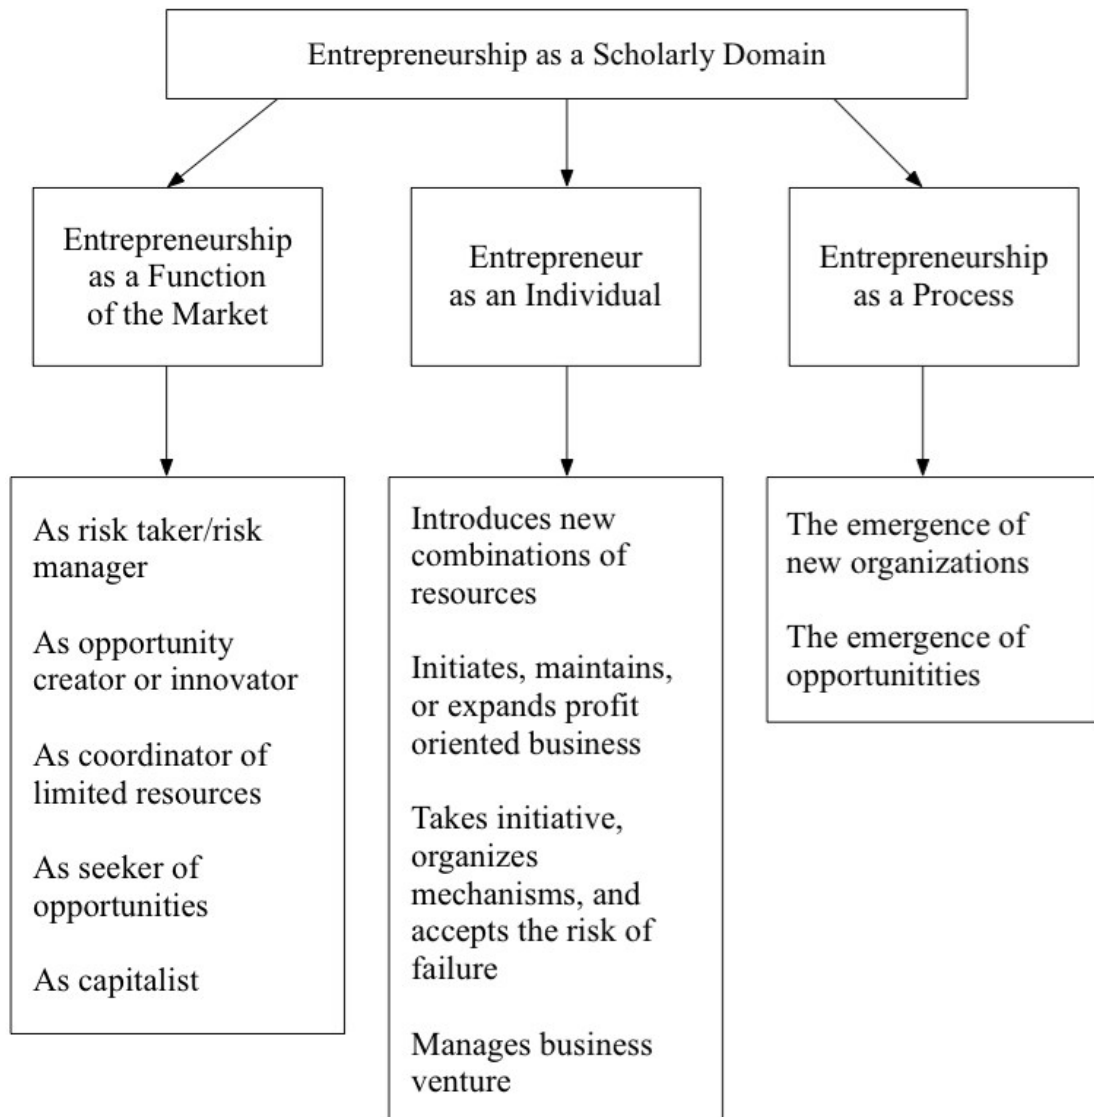 Entrepreneurship as a Scholarly Domain
Entrepreneurship
as a Function
of the Market
Entrepreneur
as an Individual
Entrepreneurship
as a Process
As risk taker/risk
manager
As opportunity
creator or innovator
As coordinator of
limited resources
As seeker of
opportunities
As capitalist
Introduces new
combinations of
resources
Initiates, maintains,
or expands profit
oriented business
Takes initiative,
organizes
mechanisms, and
accepts the risk of
failure
Manages business
venture
The emergence of
new organizations
The emergence of
opportunitities